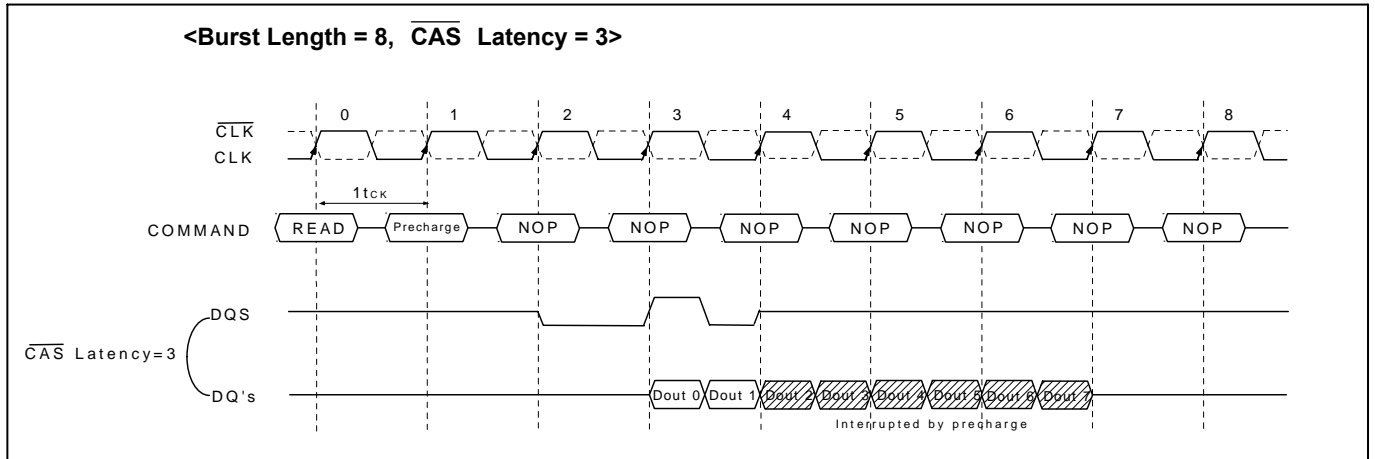 <Burst Length = 8, CAS Latency = 3>
0 1 2 3 4 5 6 7 8
CLK
CLK
1tCK
COMMAND READ Precharge NOP NOP NOP NOP NOP NOP NOP
DQS
CAS Latency=3
DQ's Dout 0 Dout 1 Dout 2 Dout 3 Dout 4 Dout 5 Dout 6 Dout 7
Interrupted by precharge